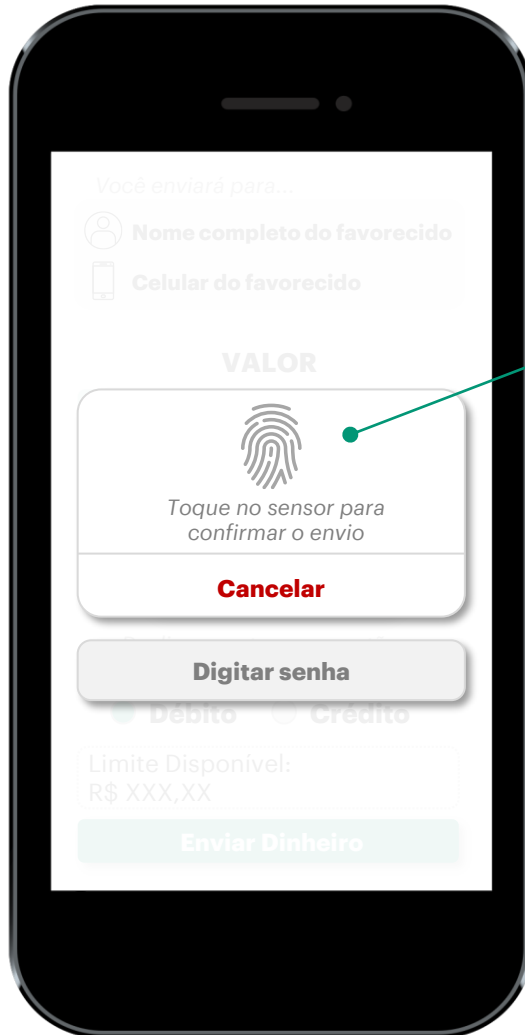 Você enviará para...
Nome completo do favorecido
Celular do favorecido
VALOR
Toque no sensor para
confirmar o envio
Cancelar
Digitar senha
Débito
Crédito
Limite Disponível:
R$ XXX,XX
Enviar Dinheiro